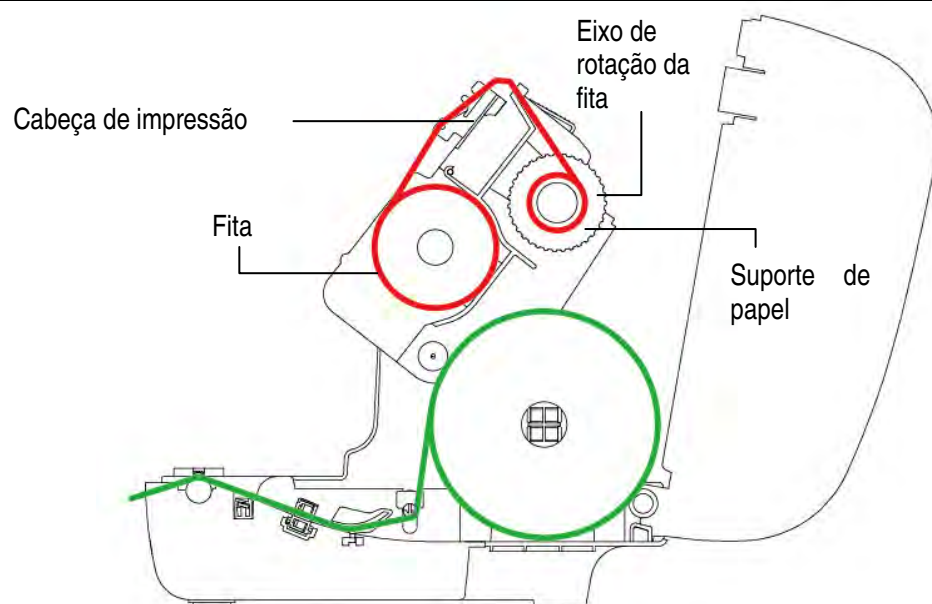 Eixo de
rotação da
fita
Cabeça de impressão
Fita
Suporte de
papel